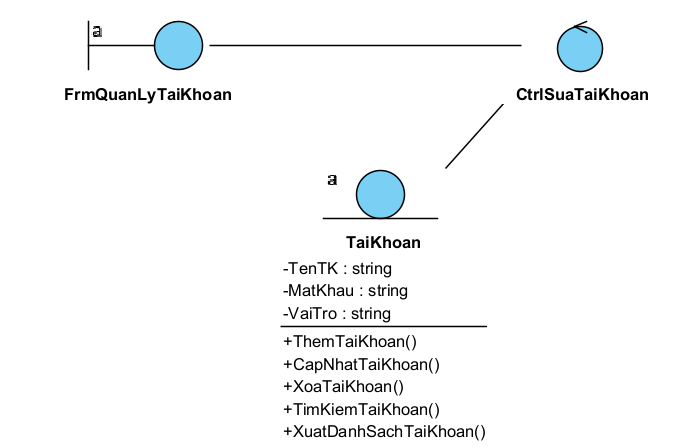 a
FrmQuanLyTaiKhoan
CtrlSuaTaiKhoan
a
TaiKhoan
-TenTK : string
-MatKhau : string
-VaiTro : string
+ThemTaiKhoan()
+CapNhatTaiKhoan()
+XoaTaiKhoan()
+TimKiemTaiKhoan()
+XuatDanhSachTaiKhoan()